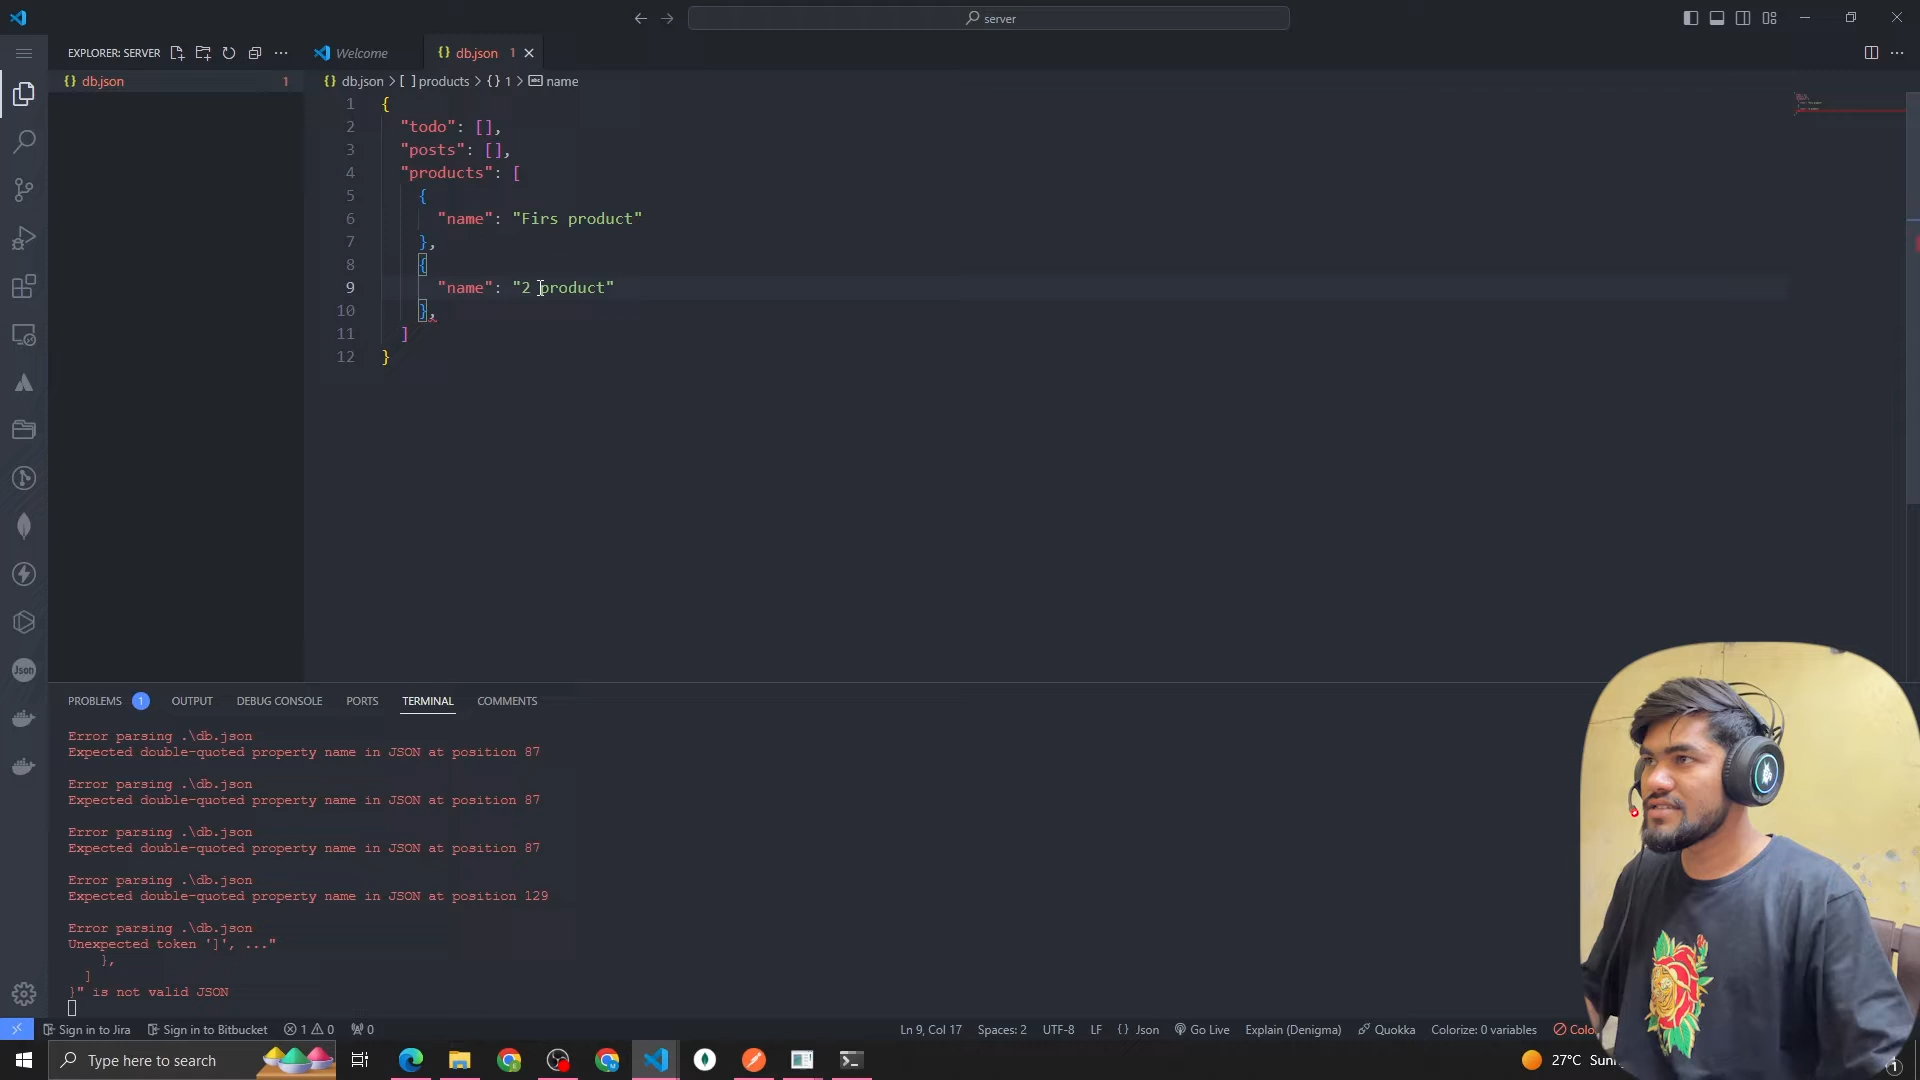 server
EXPLORER: SERVER
Welcome
db.json 1
db.json 1
db.json > [ ] products > {} 1 > name
1 {
2 "todo": [],
3 "posts": [],
4 "products": [
5 {
6 "name": "Firs product"
7 },
8 {
9 "name": "2 product"
10 },
11 ]
12 }
Json
PROBLEMS 1 OUTPUT DEBUG CONSOLE PORTS TERMINAL COMMENTS
Error parsing .\db.json
Expected double-quoted property name in JSON at position 87
Error parsing .\db.json
Expected double-quoted property name in JSON at position 87
Error parsing .\db.json
Expected double-quoted property name in JSON at position 87
Error parsing .\db.json
Expected double-quoted property name in JSON at position 129
Error parsing .\db.json
Unexpected token ']', ..."
},
]
}" is not valid JSON
Sign in to Jira Sign in to Bitbucket 1 0 0 Ln 9, Col 17 Spaces: 2 UTF-8 LF {} Json Go Live Explain (Denigma) Quokka Colorize: 0 variables Colo
Type here to search 27°C Sun 1